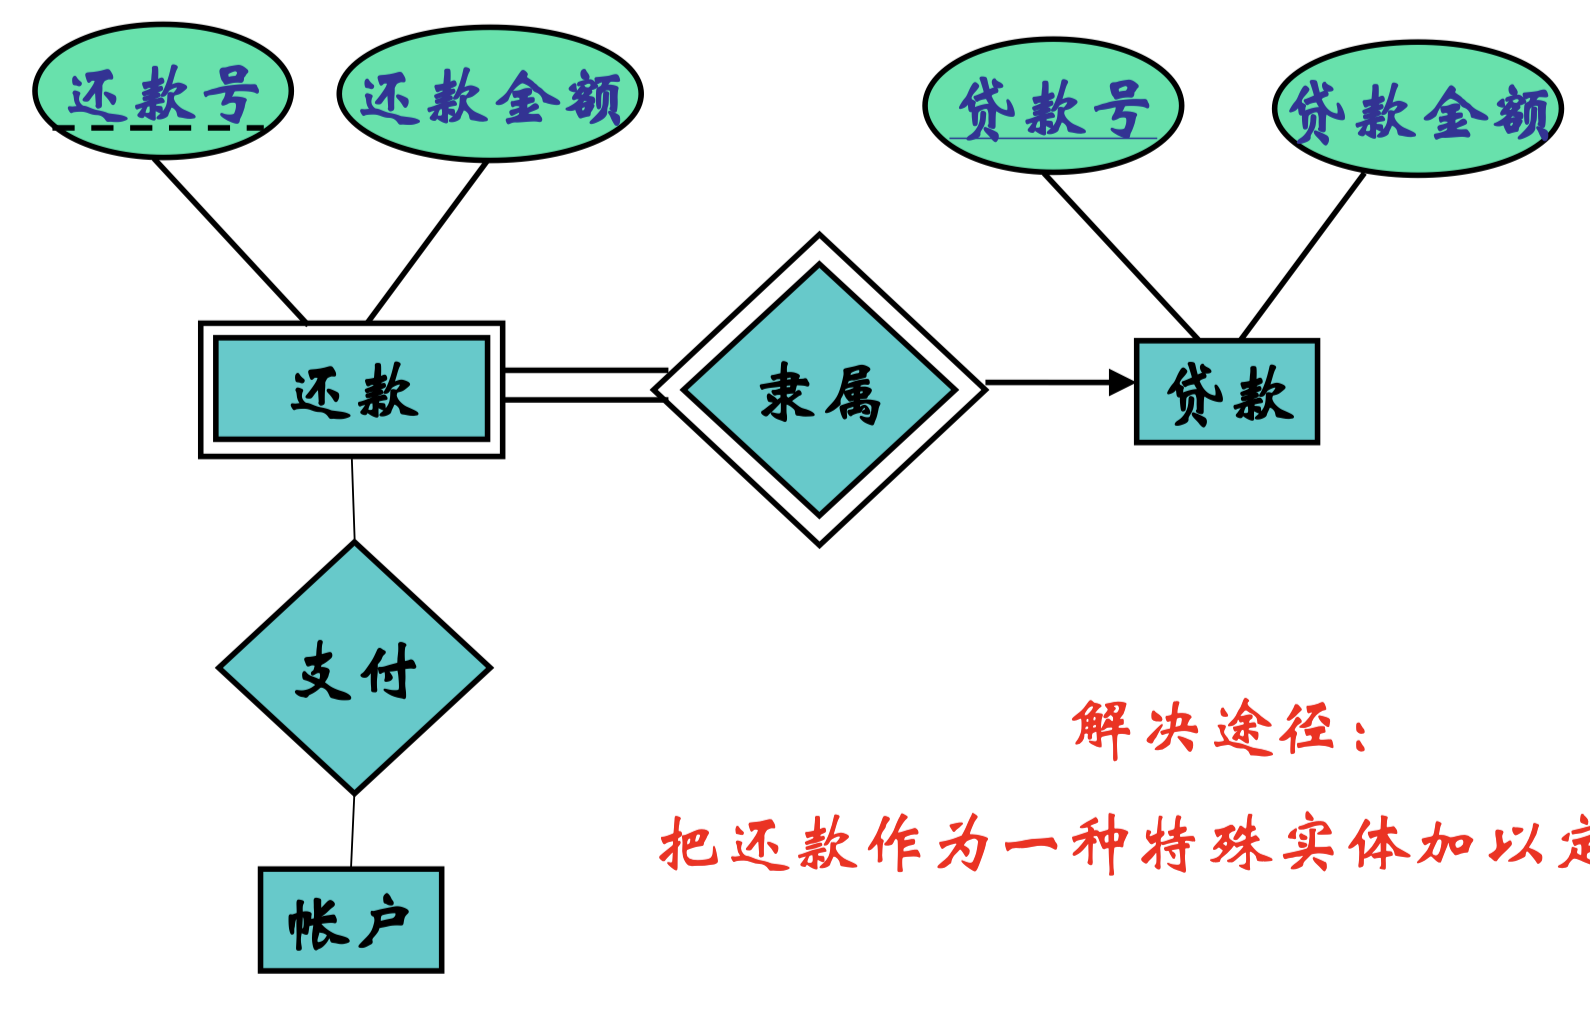 还款号
还款金额
贷款号
贷款金额
还款
隶属
贷款
支付
解决途径：
把还款作为一种特殊实体加以定
帐户